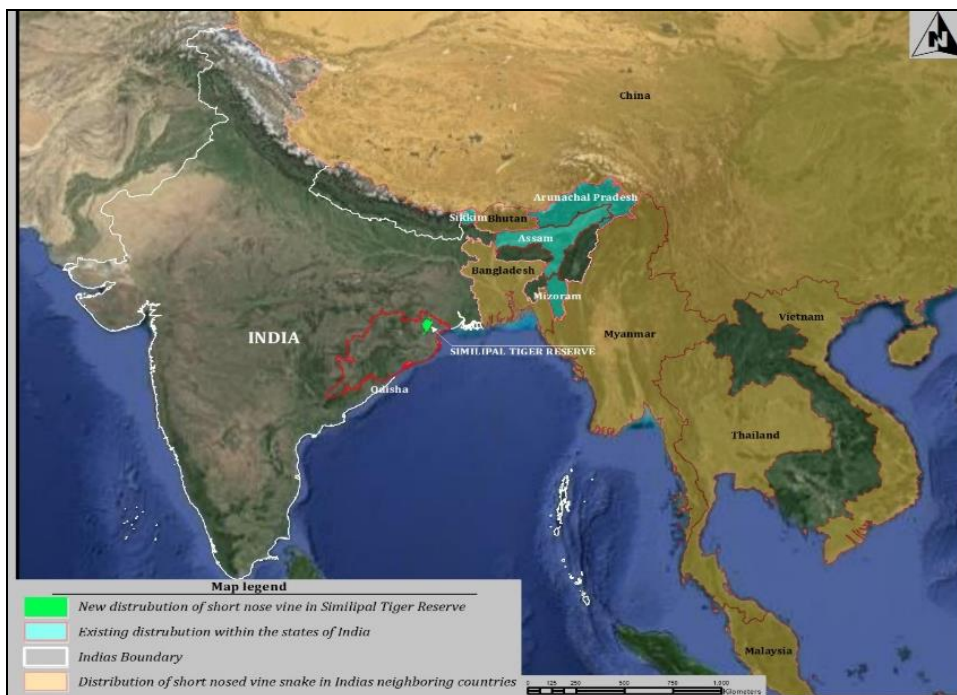 N
China
Arunachal Pradesh
Sikkim
Bhutan
Assam
Bangladesh
Mizoram
Vietnam
Myanmar
INDIA
SIMILIPAL TIGER RESERVE
Odisha
Thailand
Malaysia
Map legend
New distrubution of short nose vine in Similipal Tiger Reserve
Existing distrubution within the states of India
Indias Boundary
Distribution of short nosed vine snake in Indias neighboring countries
0 125 250 500 750 1,000
Kilometers